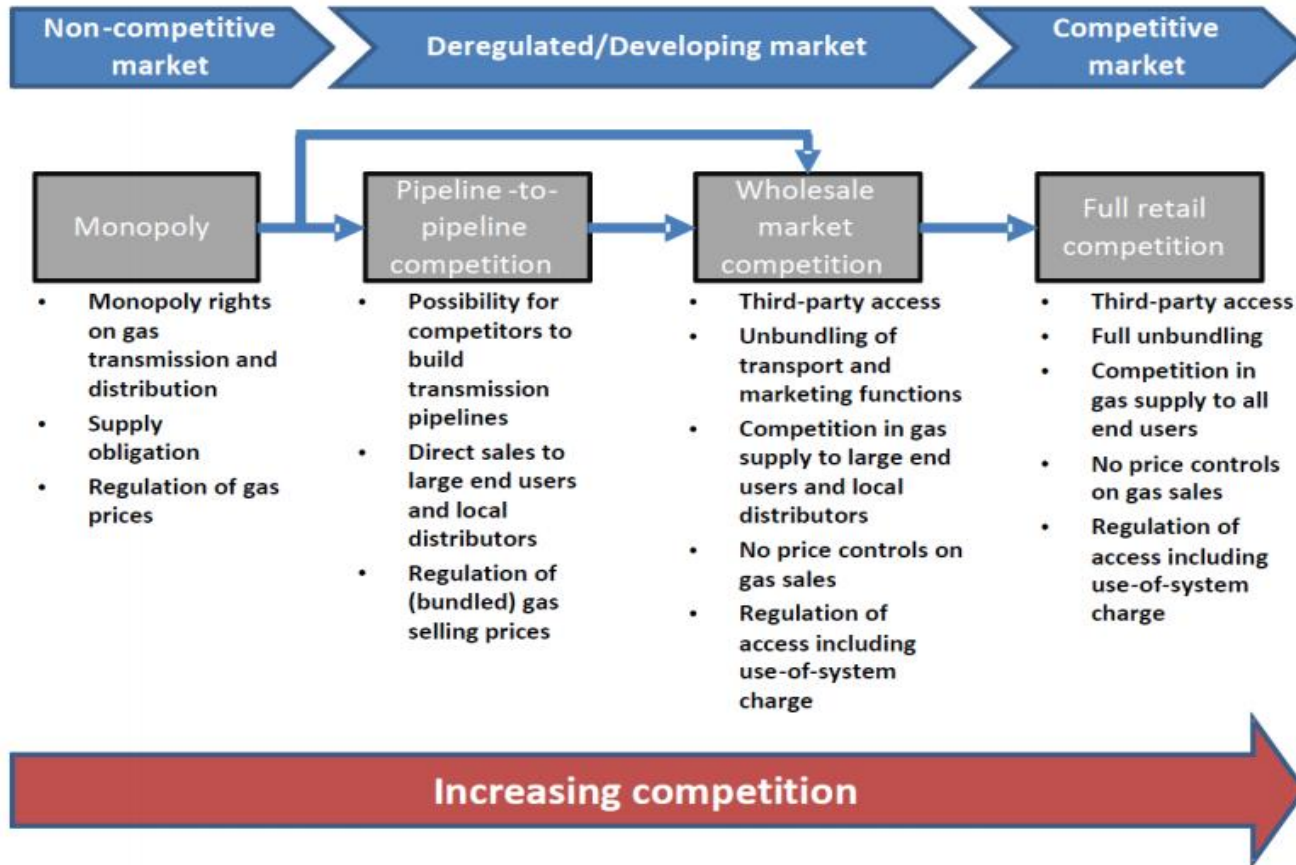 Non-competitive
market
Deregulated/Developing market
Competitive
market
Monopoly
Pipeline -to-
pipeline
competition
Wholesale
market
competition
Full retail
competition
• Monopoly rights
on gas
transmission and
distribution
• Supply
obligation
• Regulation of gas
prices
• Possibility for
competitors to
build
transmission
pipelines
• Direct sales to
large end users
and local
distributors
• Regulation of
(bundled) gas
selling prices
• Third-party access
• Unbundling of
transport and
marketing functions
• Competition in gas
supply to large end
users and local
distributors
• No price controls on
gas sales
• Regulation of
access including
use-of-system
charge
• Third-party access
• Full unbundling
• Competition in
gas supply to all
end users
• No price controls
on gas sales
• Regulation of
access including
use-of-system
charge
Increasing competition